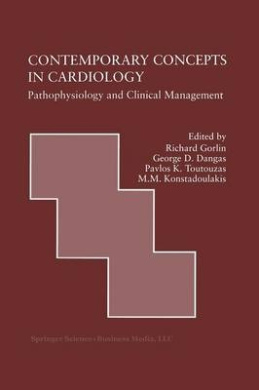 CONTEMPORARY CONCEPTS
IN CARDIOLOGY
Pathophysiology and Clinical Management
Edited by
Richard Gorlin
George D. Dangas
Pavlos K. Toutouzas
M.M. Konstadoulakis
Springer Science+Business Media, LLC